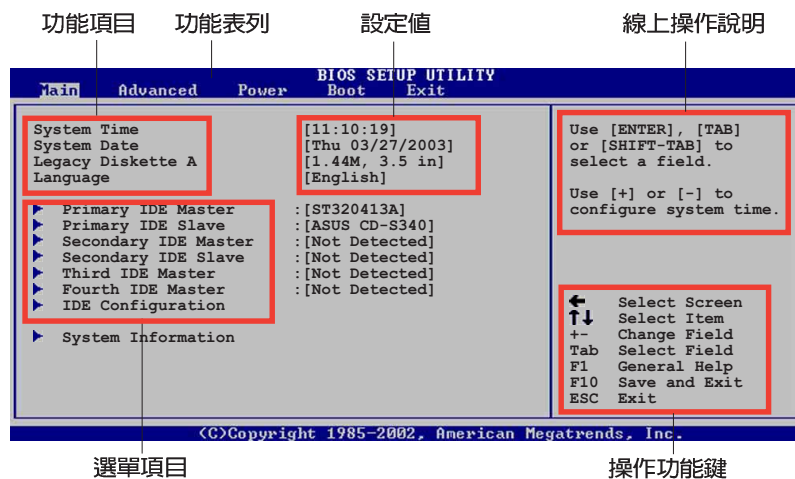 功能項目 功能表列 設定值 線上操作說明
BIOS SETUP UTILITY
Main Advanced Power Boot Exit
System Time [11:10:19]
System Date [Thu 03/27/2003]
Legacy Diskette A [1.44M, 3.5 in]
Language [English]
Primary IDE Master :[ST320413A]
Primary IDE Slave :[ASUS CD-S340]
Secondary IDE Master :[Not Detected]
Secondary IDE Slave :[Not Detected]
Third IDE Master :[Not Detected]
Fourth IDE Master :[Not Detected]
IDE Configuration
System Information
Use [ENTER], [TAB]
or [SHIFT-TAB] to
select a field.
Use [+] or [-] to
configure system time.
← Select Screen
↑↓ Select Item
+- Change Field
Tab Select Field
F1 General Help
F10 Save and Exit
ESC Exit
(C)Copyright 1985-2002, American Megatrends, Inc.
選單項目 操作功能鍵